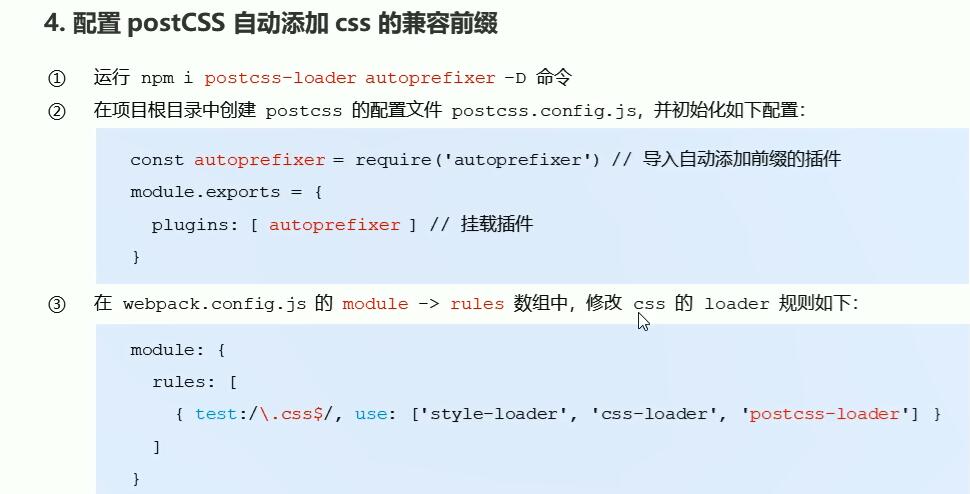 4. 配置 postCSS 自动添加 css 的兼容前缀
① 运行 npm i postcss-loader autoprefixer -D 命令
② 在项目根目录中创建 postcss 的配置文件 postcss.config.js，并初始化如下配置：
const autoprefixer = require('autoprefixer') // 导入自动添加前缀的插件
module.exports = {
plugins: [ autoprefixer ] // 挂载插件
}
③ 在 webpack.config.js 的 module -> rules 数组中，修改 css 的 loader 规则如下：
module: {
rules: [
{ test:/\.css$/, use: ['style-loader', 'css-loader', 'postcss-loader'] }
]
}